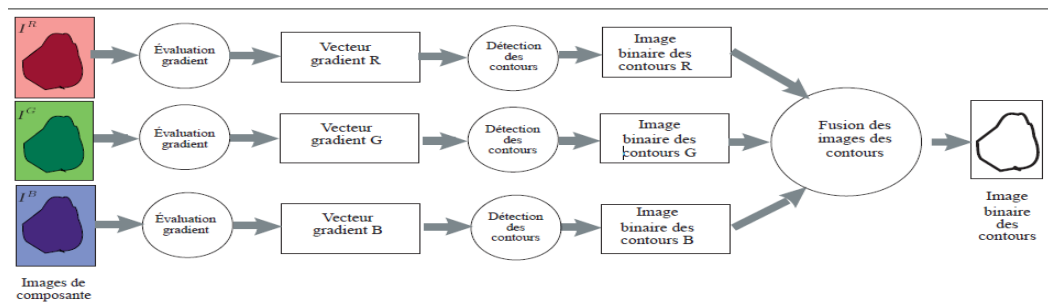 I^R
Évaluation
gradient
Vecteur
gradient R
Détection
des
contours
Image
binaire des
contours R
I^G
Évaluation
gradient
Vecteur
gradient G
Détection
des
contours
Image
binaire des
contours G
I^B
Évaluation
gradient
Vecteur
gradient B
Détection
des
contours
Image
binaire des
contours B
Fusion des
images des
contours
Image
binaire
des
contours
Images de
composante